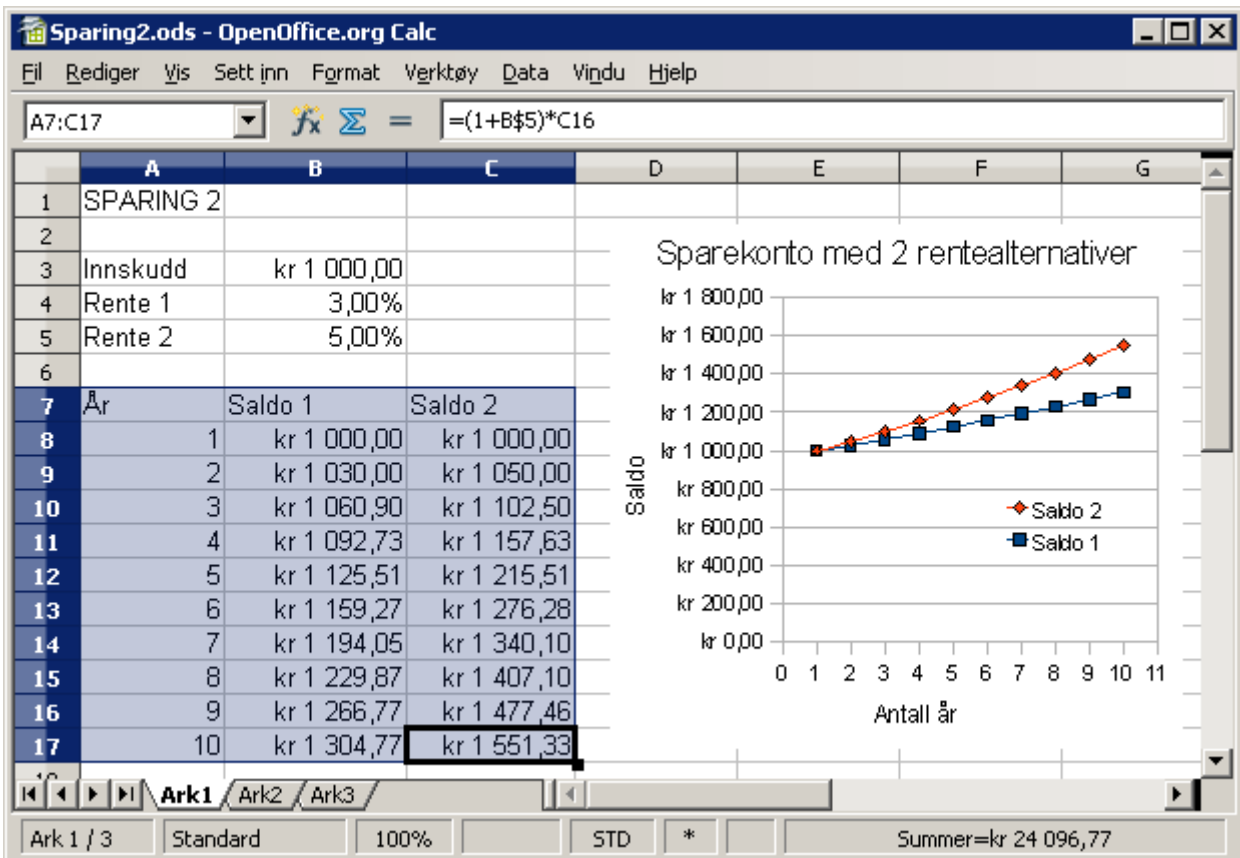 Sparing2.ods - OpenOffice.org Calc
Fil Rediger Vis Sett inn Format Verktøy Data Vindu Hjelp
A7:C17 =(1+B$5)*C16
A B C D E F G
1 SPARING 2
2
3 Innskudd kr 1 000,00
4 Rente 1 3,00%
5 Rente 2 5,00%
6
7 År Saldo 1 Saldo 2
8 1 kr 1 000,00 kr 1 000,00
9 2 kr 1 030,00 kr 1 050,00
10 3 kr 1 060,90 kr 1 102,50
11 4 kr 1 092,73 kr 1 157,63
12 5 kr 1 125,51 kr 1 215,51
13 6 kr 1 159,27 kr 1 276,28
14 7 kr 1 194,05 kr 1 340,10
15 8 kr 1 229,87 kr 1 407,10
16 9 kr 1 266,77 kr 1 477,46
17 10 kr 1 304,77 kr 1 551,33
Sparekonto med 2 rentealternativer
kr 1 800,00
kr 1 600,00
kr 1 400,00
kr 1 200,00
kr 1 000,00
kr 800,00
kr 600,00
kr 400,00
kr 200,00
kr 0,00
Saldo
Saldo 2
Saldo 1
0 1 2 3 4 5 6 7 8 9 10 11
Antall år
Ark1 Ark2 Ark3
Ark 1 / 3 Standard 100% STD * Summer=kr 24 096,77